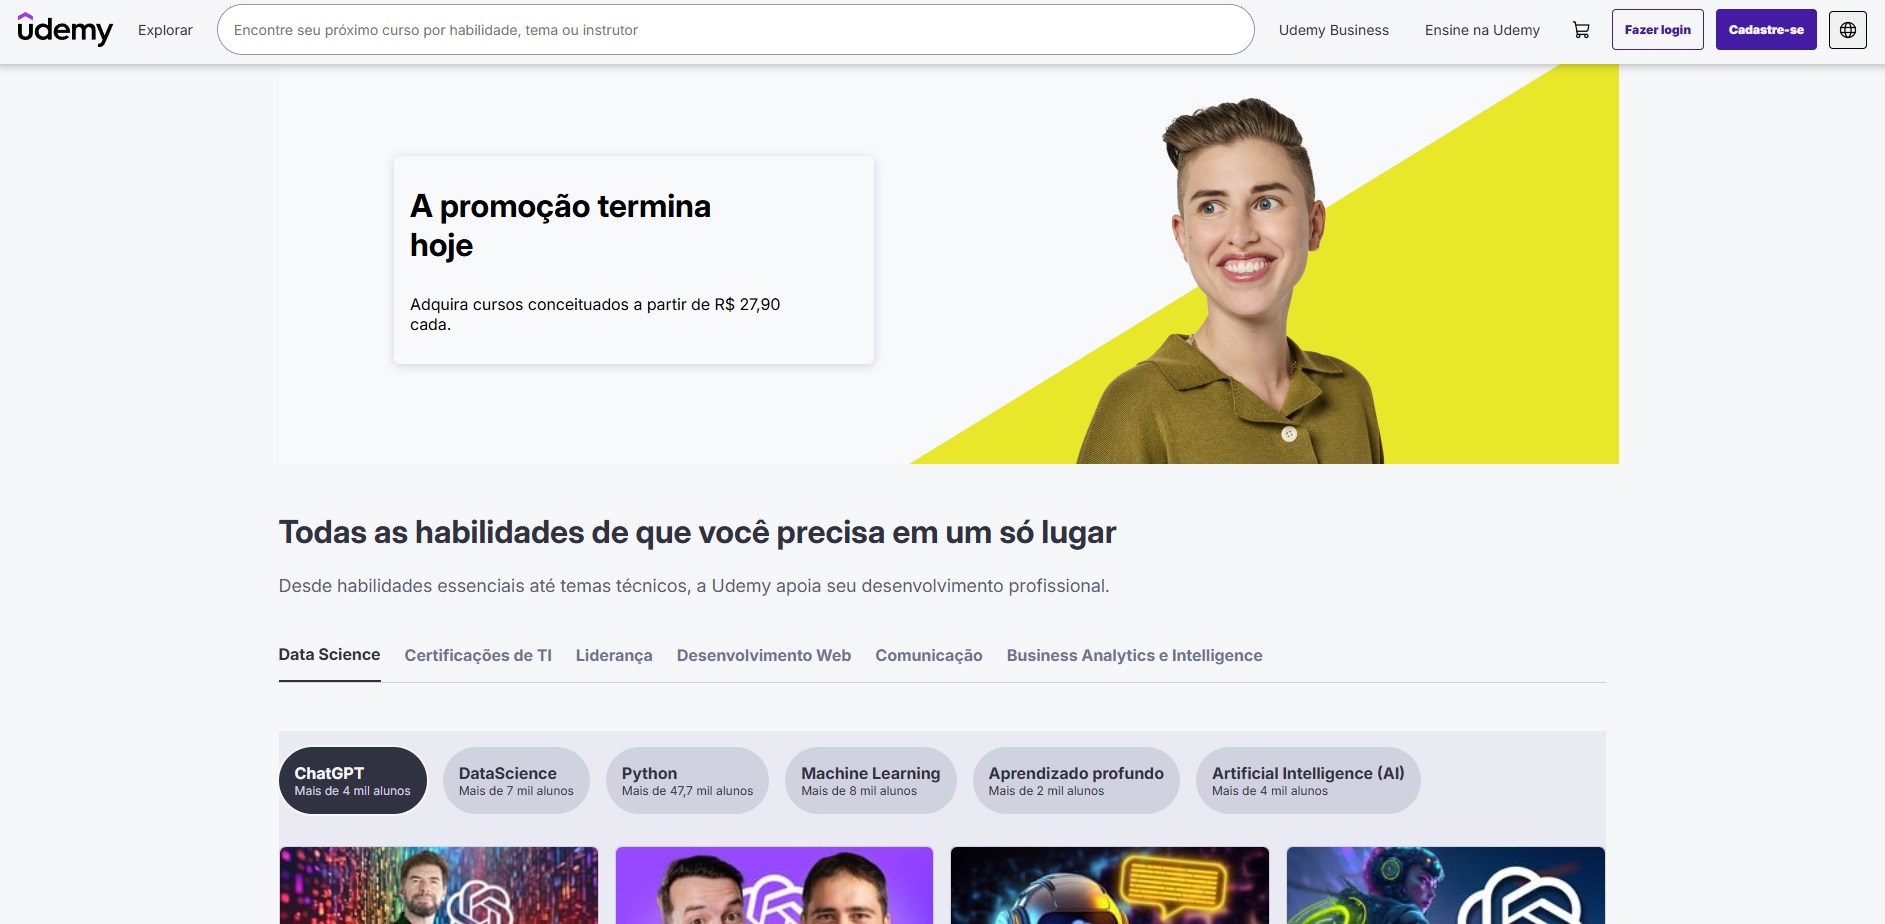 udemy
Explorar
Encontre seu próximo curso por habilidade, tema ou instrutor
Udemy Business
Ensine na Udemy
Fazer login
Cadastre-se
A promoção termina
hoje
Adquira cursos conceituados a partir de R$ 27,90
cada.
Todas as habilidades de que você precisa em um só lugar
Desde habilidades essenciais até temas técnicos, a Udemy apoia seu desenvolvimento profissional.
Data Science
Certificações de TI
Liderança
Desenvolvimento Web
Comunicação
Business Analytics e Intelligence
ChatGPT
Mais de 4 mil alunos
DataScience
Mais de 7 mil alunos
Python
Mais de 47,7 mil alunos
Machine Learning
Mais de 8 mil alunos
Aprendizado profundo
Mais de 2 mil alunos
Artificial Intelligence (AI)
Mais de 4 mil alunos